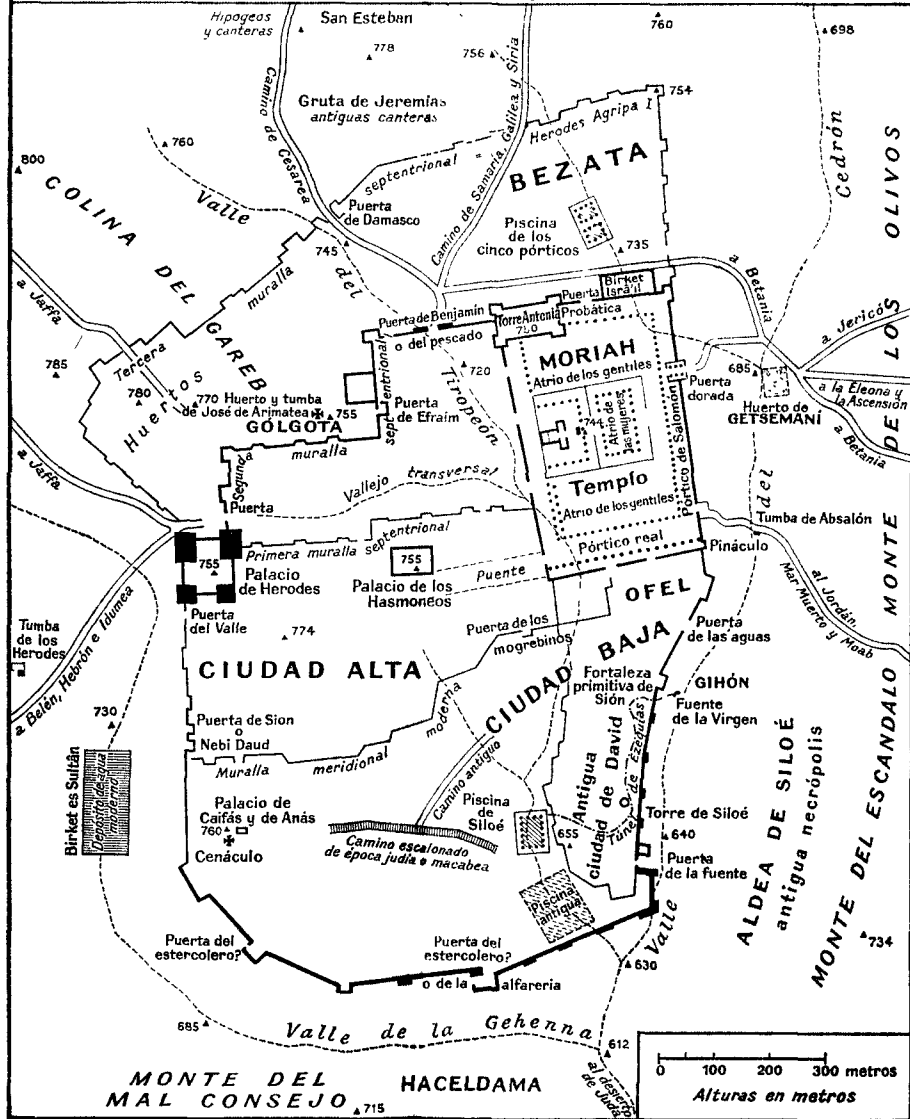 Hipogeos
y canteras
San Esteban
778
756
760
698
Camino de Cesarea
Gruta de Jeremías
antiguas canteras
Camino de Samaria, Galilea y Siria
septentrional =
Herodes Agripa I
754
BEZATA
Cedrón
800
760
COLINA DEL GAREB
Valle del Tiropeón
Puerta
de Damasco
745
Piscina
de los
cinco pórticos
735
MONTE DE LOS OLIVOS
a Jaffa
Tercera muralla
785
780
770
Huertos
Huerto y tumba
de José de Arimatea
755
GÓLGOTA
Puerta de Benjamín
o del pescado
Torre Antonia
750
Puerta
Probática
Birket
Israil
a Betania
a Jericó
a la Eleona y
la Ascensión
a Betania
685
Huerto de
GETSEMANÍ
Puerta
dorada
MORIAH
Atrio de los gentiles
744
Atrio de
las mujeres
Templo
Atrio de los gentiles
Pórtico de Salomón
Pórtico real
720
Puerta
de Efraim
septentrional
Segunda
muralla
Vallejo transversal
a Jaffa
Puerta
Primera muralla septentrional
755
Palacio
de Herodes
755
Palacio de los
Hasmoneos
Puente
Pináculo
Tumba de Absalón
al Jordán,
Mar Muerto y Moab
Puerta
del Valle
774
Tumba
de los
Herodes
a Belén, Hebrón e Idumea
CIUDAD ALTA
Puerta de los
mogrebinos
OFEL
CIUDAD BAJA
Puerta
de las aguas
Fortaleza
primitiva de
Sión
GIHÓN
Fuente
de la Virgen
730
Birket es Sultân
Depósito de agua
moderno
Puerta de Sion
o
Nebi Daud
Muralla meridional moderna
Palacio de
Caifás y de Anás
760
Cenáculo
Camino antiguo
Camino escalonado
de época judía o macabea
Piscina
de
Siloé
655
Antigua
ciudad de David
Túnel de Ezequías
Torre de Siloé
640
Puerta
de la fuente
Piscina
antigua
ALDEA DE SILOÉ
antigua necrópolis
MONTE DEL ESCANDALO
734
Puerta del
estercolero?
Puerta del
estercolero?
o de la alfareria
Valle del
630
685
Valle de la Gehenna
612
al desierto
de Judá
MONTE DEL
MAL CONSEJO
715
HACELDAMA
0 100 200 300 metros
Alturas en metros